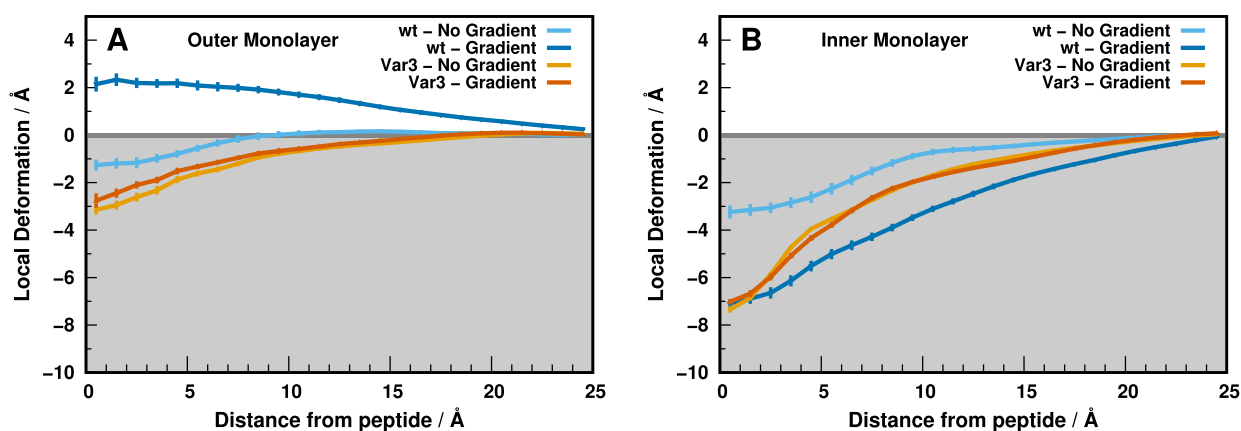 A
Outer Monolayer
wt − No Gradient
wt − Gradient
Var3 − No Gradient
Var3 − Gradient
4
2
0
−2
−4
−6
−8
−10
Local Deformation / Å
0 5 10 15 20 25
Distance from peptide / Å
B
Inner Monolayer
wt − No Gradient
wt − Gradient
Var3 − No Gradient
Var3 − Gradient
4
2
0
−2
−4
−6
−8
−10
Local Deformation / Å
0 5 10 15 20 25
Distance from peptide / Å